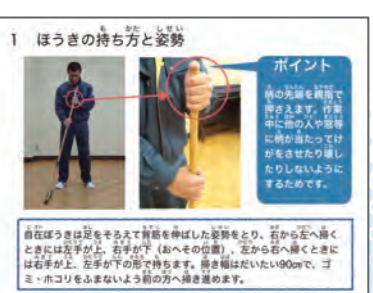 1 ほうきの持ち方と姿勢
ポイント
柄の先端を親指で
押さえます。作業
中に他の人や窓等
に柄が当たってけ
がをさせたり壊し
たりしないように
するためです。
自在ぼうきは足をそろえて背筋を伸ばした姿勢をとり、右から左へ掃く
ときには左手が上、右手が下（おへその位置）、左から右へ掃くときに
は右手が上、左手が下の形で持ちます。掃き幅はだいたい90㎝で、ゴ
ミ・ホコリをふまないよう前の方へ掃き進めます。